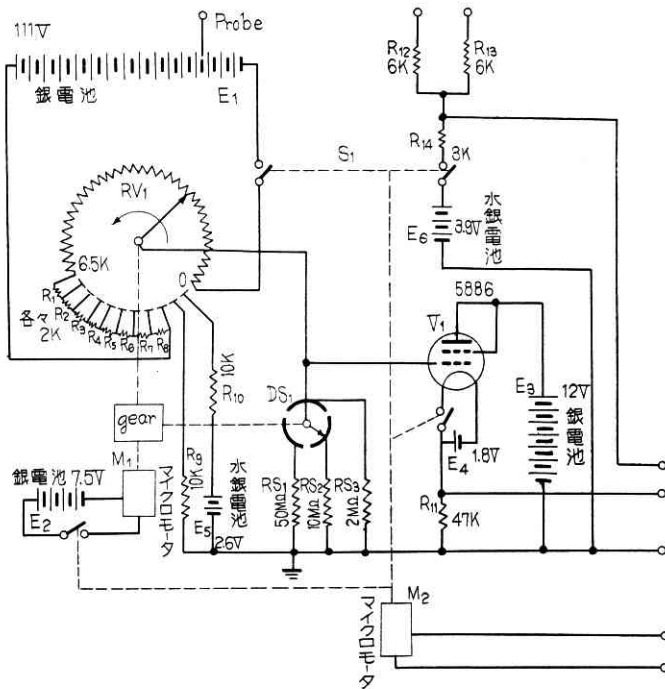 111V
Probe
銀電池
E1
R12
6K
R13
6K
R14
3K
S1
RV1
6.5K
0
R1
R2
R3
R4
R5
R6
R7
R8
各々
2K
E6
3.9V
水銀電池
5886
V1
E3
12V
銀電池
10K
R10
DS1
gear
M1
マイクロモータ
銀電池 7.5V
E2
R9
10K
水銀電池
E5
2.6V
RS1
50MΩ
RS2
10MΩ
RS3
2MΩ
E4
1.8V
R11
47K
M2
マイクロモータ